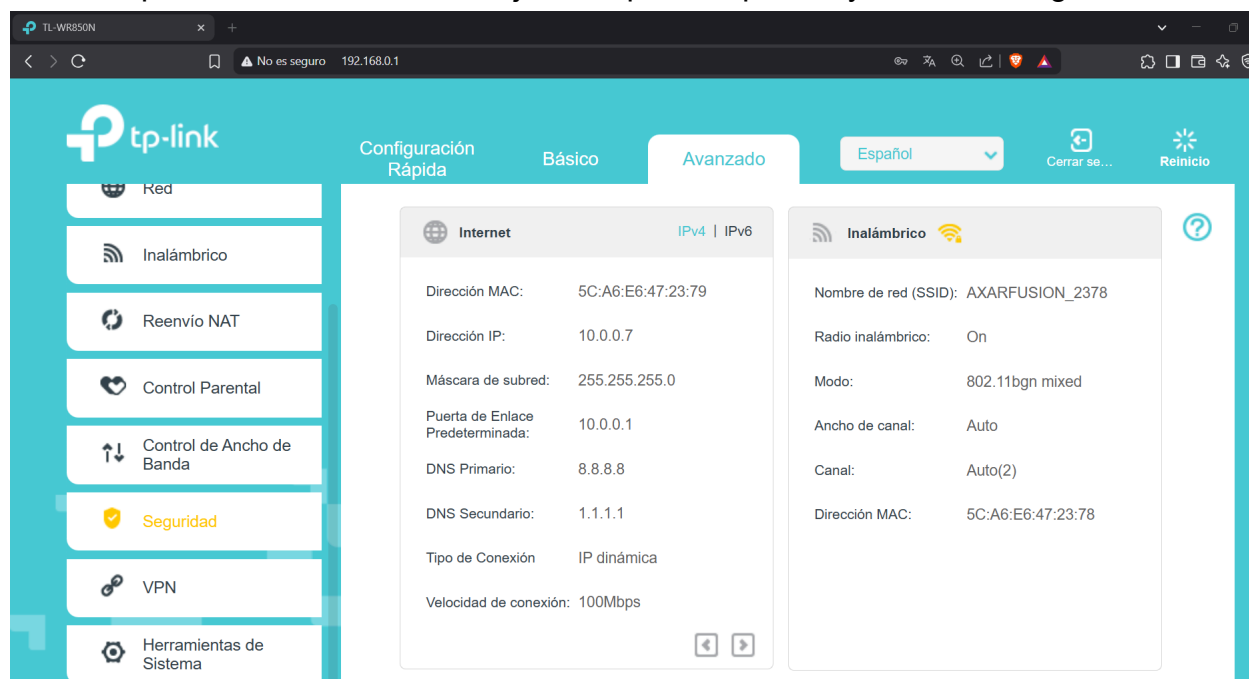 TL-WR850N
No es seguro 192.168.0.1
tp-link
Configuración
Rápida
Básico
Avanzado
Español
Cerrar se...
Reinicio
Red
Inalámbrico
Reenvío NAT
Control Parental
Control de Ancho de
Banda
Seguridad
VPN
Herramientas de
Sistema
Internet
IPv4 | IPv6
Dirección MAC: 5C:A6:E6:47:23:79
Dirección IP: 10.0.0.7
Máscara de subred: 255.255.255.0
Puerta de Enlace
Predeterminada: 10.0.0.1
DNS Primario: 8.8.8.8
DNS Secundario: 1.1.1.1
Tipo de Conexión IP dinámica
Velocidad de conexión: 100Mbps
Inalámbrico
Nombre de red (SSID): AXARFUSION_2378
Radio inalámbrico: On
Modo: 802.11bgn mixed
Ancho de canal: Auto
Canal: Auto(2)
Dirección MAC: 5C:A6:E6:47:23:78